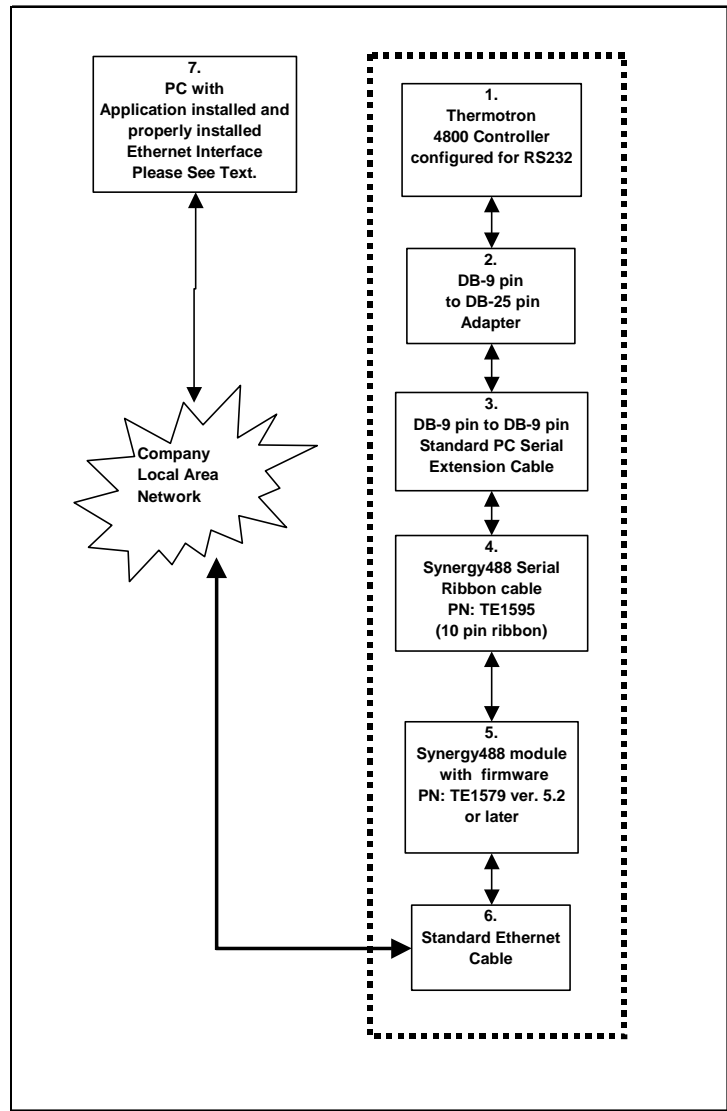 7.
PC with
Application installed and
properly installed
Ethernet Interface
Please See Text.
1.
Thermotron
4800 Controller
configured for RS232
2.
DB-9 pin
to DB-25 pin
Adapter
3.
DB-9 pin to DB-9 pin
Standard PC Serial
Extension Cable
Company
Local Area
Network
4.
Synergy488 Serial
Ribbon cable
PN: TE1595
(10 pin ribbon)
5.
Synergy488 module
with firmware
PN: TE1579 ver. 5.2
or later
6.
Standard Ethernet
Cable